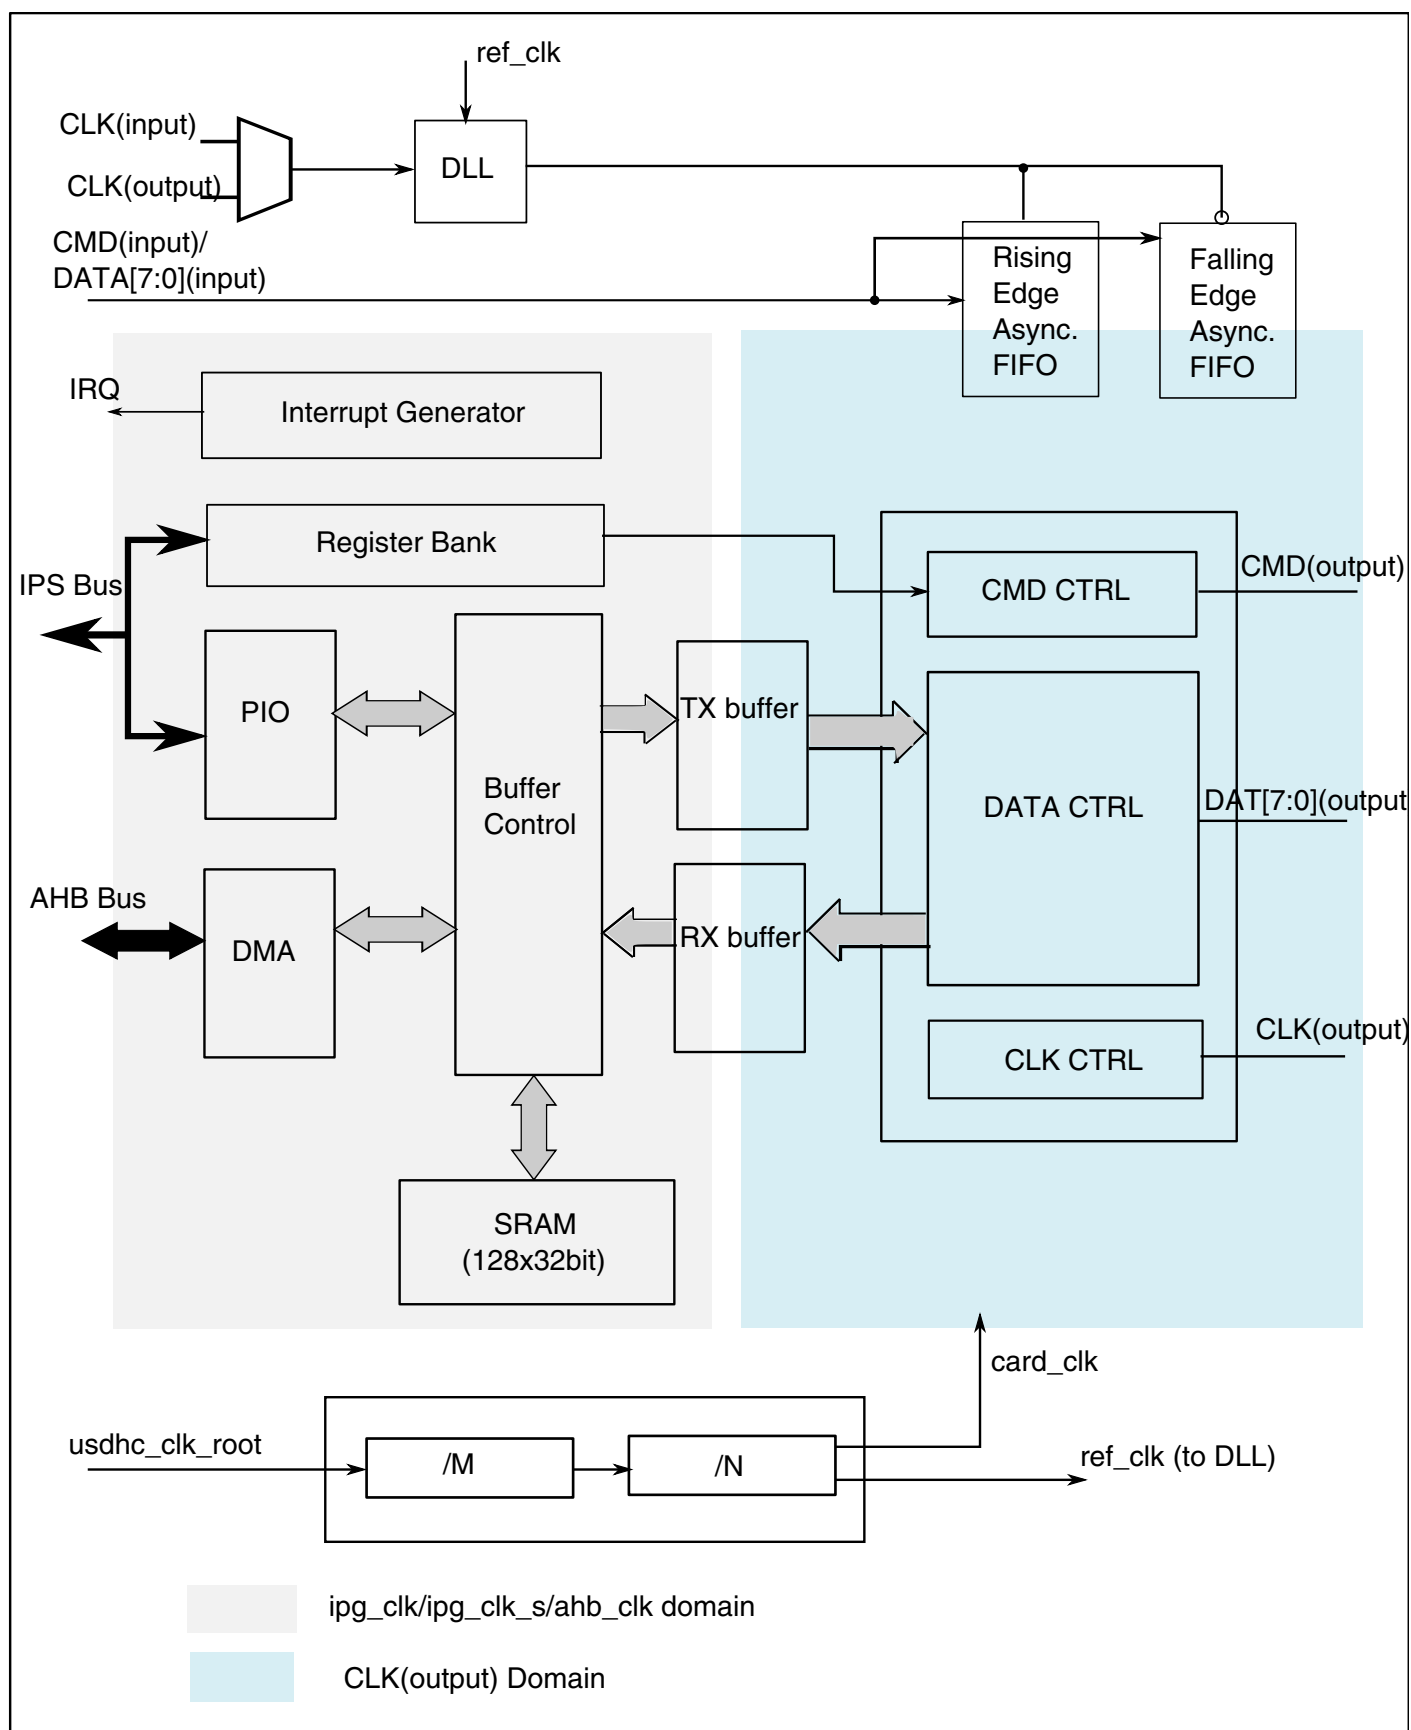 ref_clk
CLK(input)
DLL
CLK(output)
CMD(input)/
DATA[7:0](input)
Rising
Edge
Async.
FIFO
Falling
Edge
Async.
FIFO
IRQ
Interrupt Generator
Register Bank
IPS Bus
CMD CTRL
CMD(output)
PIO
TX buffer
Buffer
Control
DATA CTRL
DAT[7:0](output
AHB Bus
DMA
RX buffer
CLK CTRL
CLK(output)
SRAM
(128x32bit)
card_clk
usdhc_clk_root
/M
/N
ref_clk (to DLL)
ipg_clk/ipg_clk_s/ahb_clk domain
CLK(output) Domain